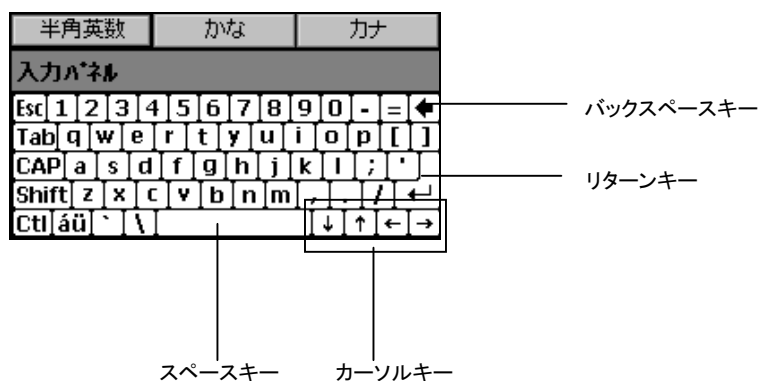 半角英数 かな カナ
入力パネル
Esc 1 2 3 4 5 6 7 8 9 0 - = ←
バックスペースキー
Tab q w e r t y u i o p [ ]
CAP a s d f g h j k l ; '
リターンキー
Shift z x c v b n m , . / ↵
Ctl áü ` \ ↓ ↑ ← →
スペースキー カーソルキー